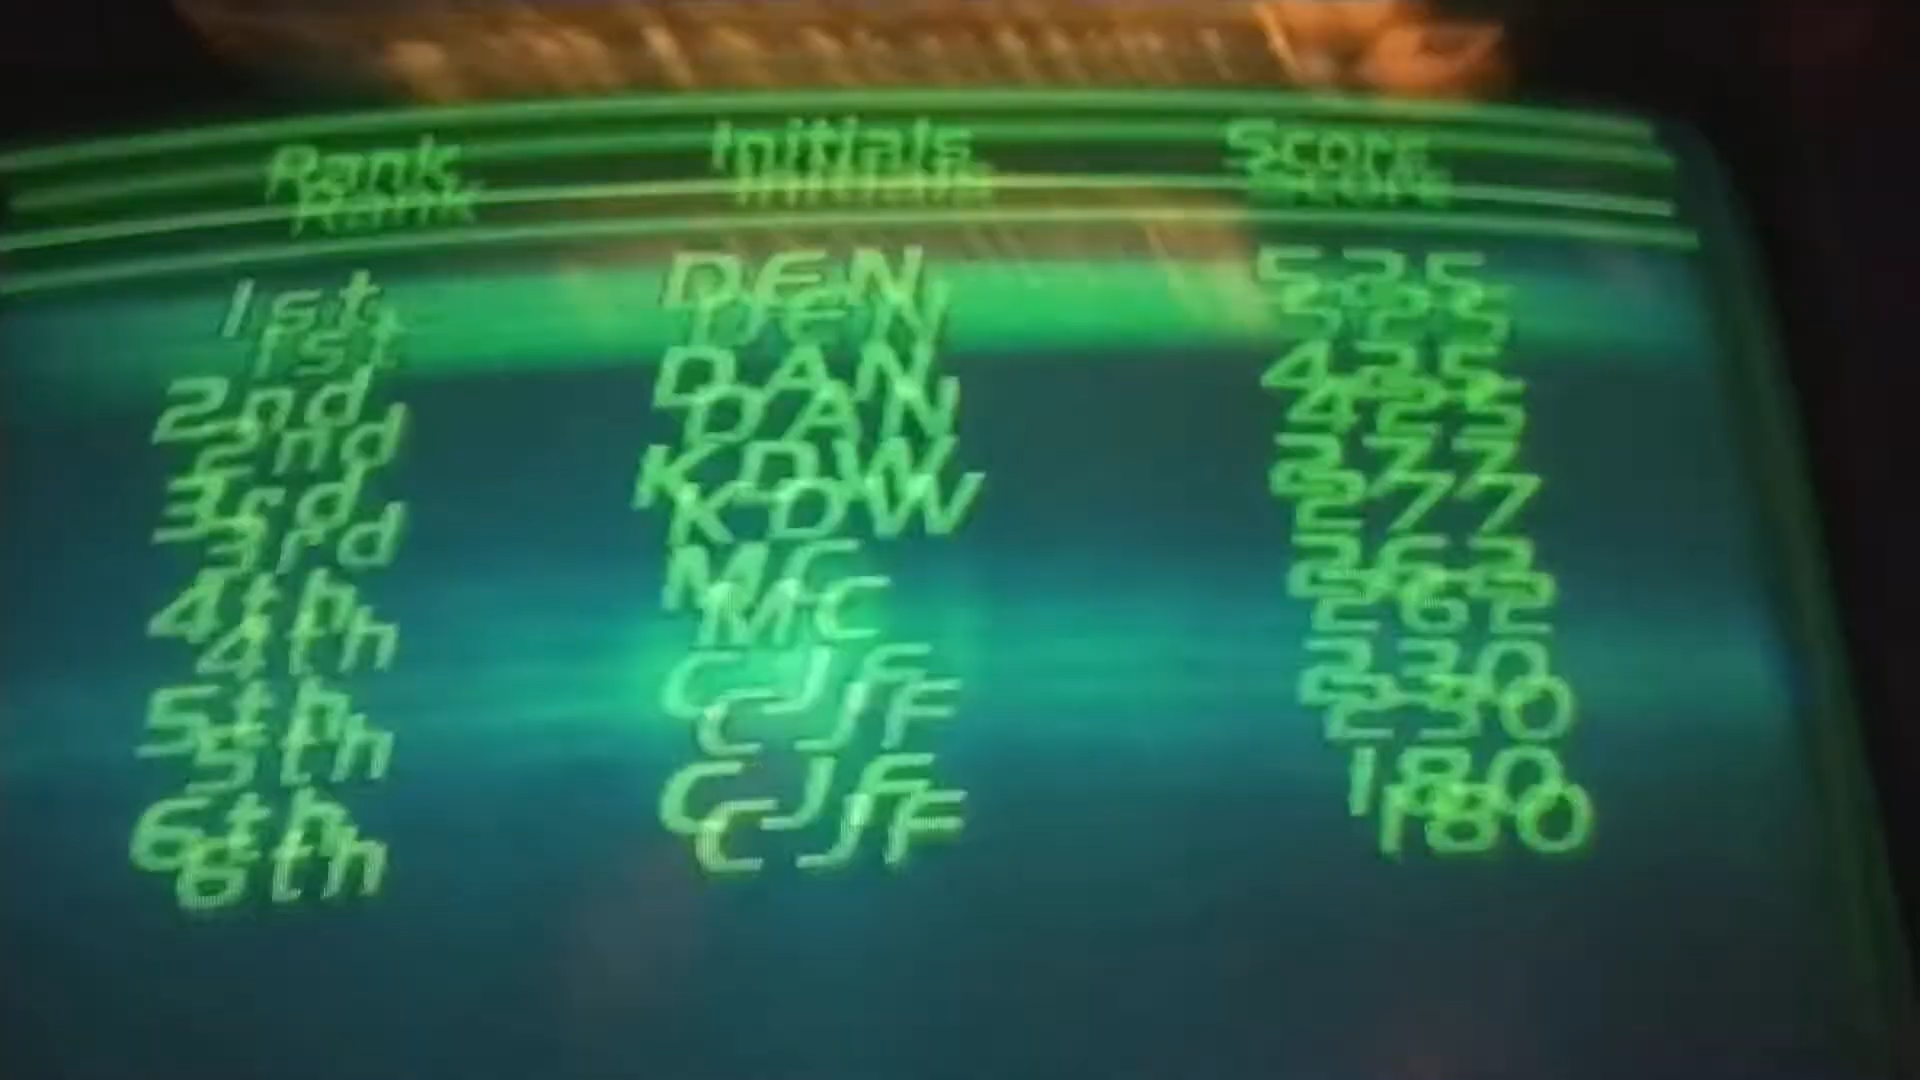 Rank Initials Score
1st DEN 525
2nd DAN 425
3rd KDW 277
4th MC 262
5th CJF 230
6th CJF 180